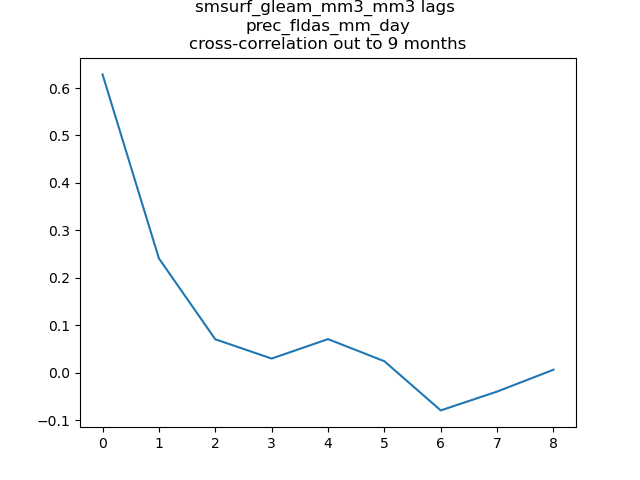 smsurf_gleam_mm3_mm3 lags
prec_fldas_mm_day
cross-correlation out to 9 months
0.6
0.5
0.4
0.3
0.2
0.1
0.0
−0.1
0 1 2 3 4 5 6 7 8